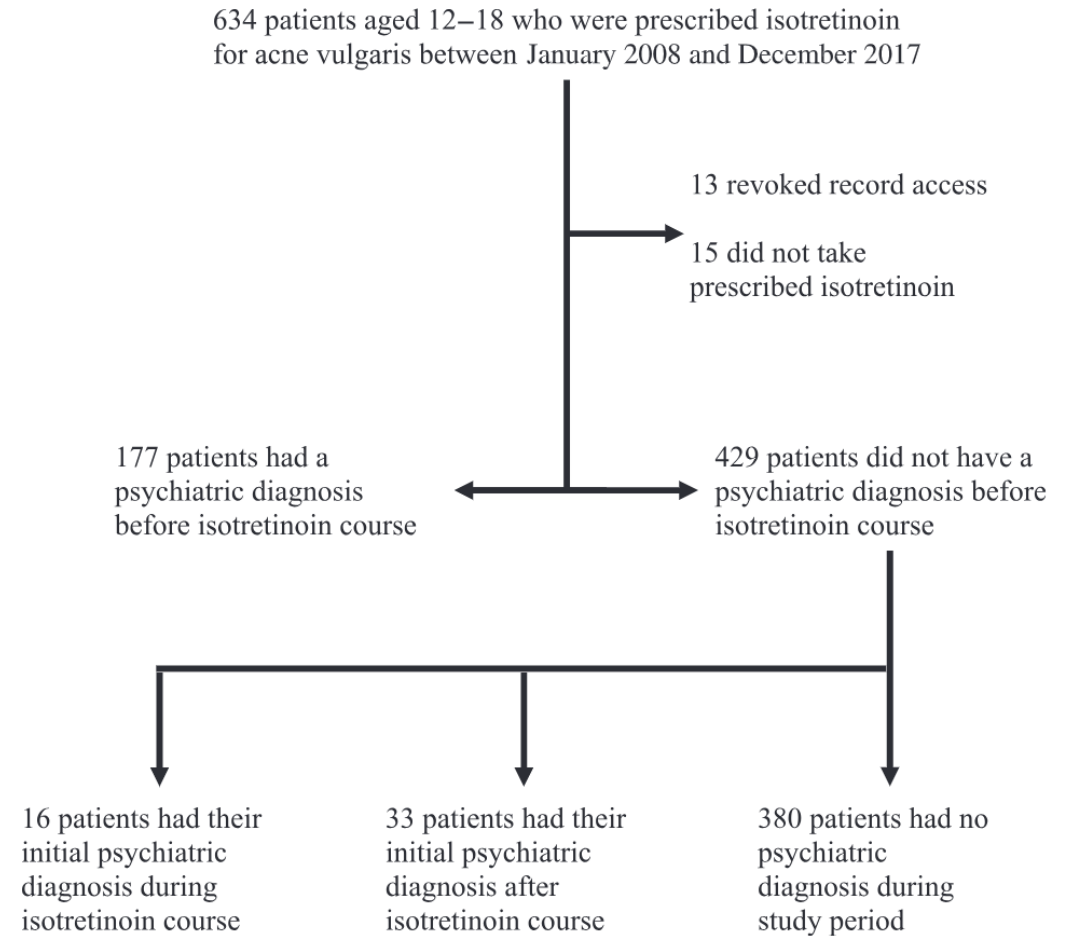 634 patients aged 12–18 who were prescribed isotretinoin
for acne vulgaris between January 2008 and December 2017
13 revoked record access
15 did not take
prescribed isotretinoin
177 patients had a
psychiatric diagnosis
before isotretinoin course
429 patients did not have a
psychiatric diagnosis before
isotretinoin course
16 patients had their
initial psychiatric
diagnosis during
isotretinoin course
33 patients had their
initial psychiatric
diagnosis after
isotretinoin course
380 patients had no
psychiatric
diagnosis during
study period